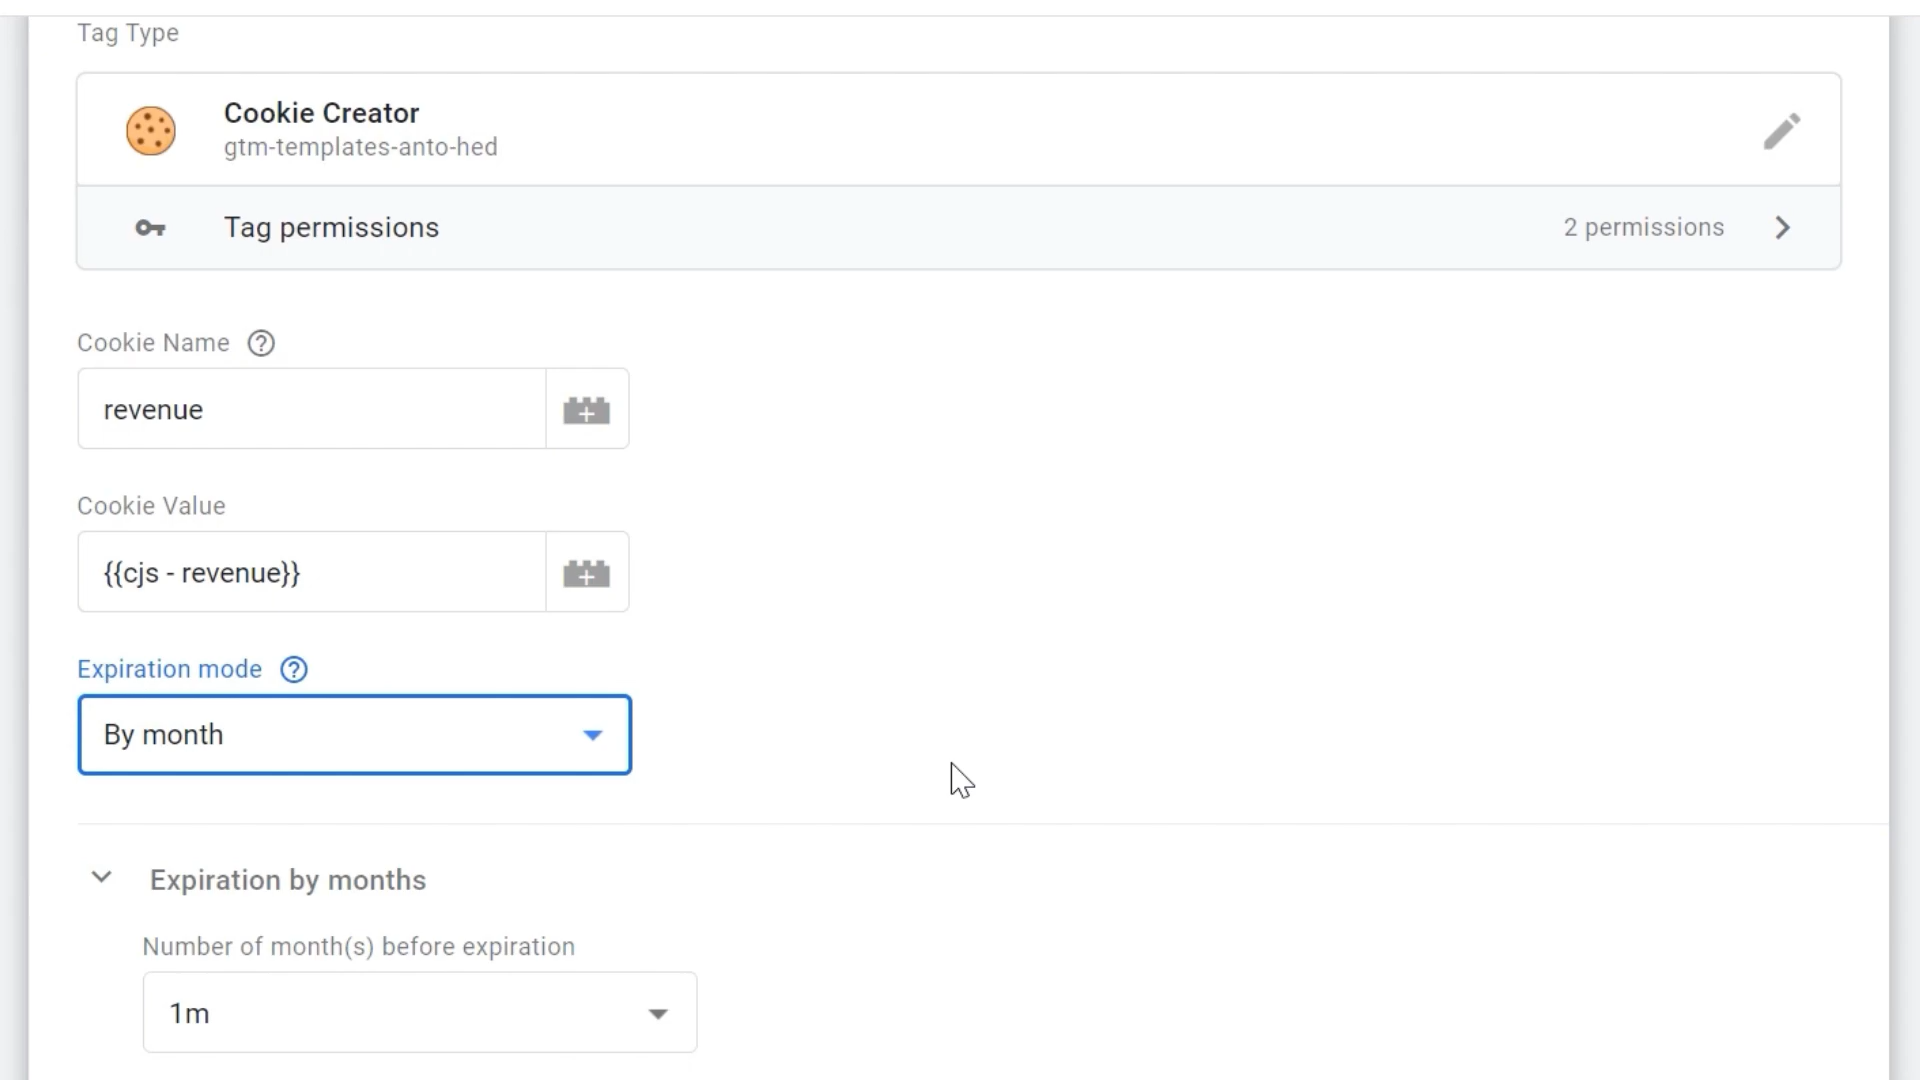 Tag Type
Cookie Creator
gtm-templates-anto-hed
Tag permissions
2 permissions
Cookie Name
revenue
Cookie Value
{{cjs - revenue}}
Expiration mode
By month
Expiration by months
Number of month(s) before expiration
1m